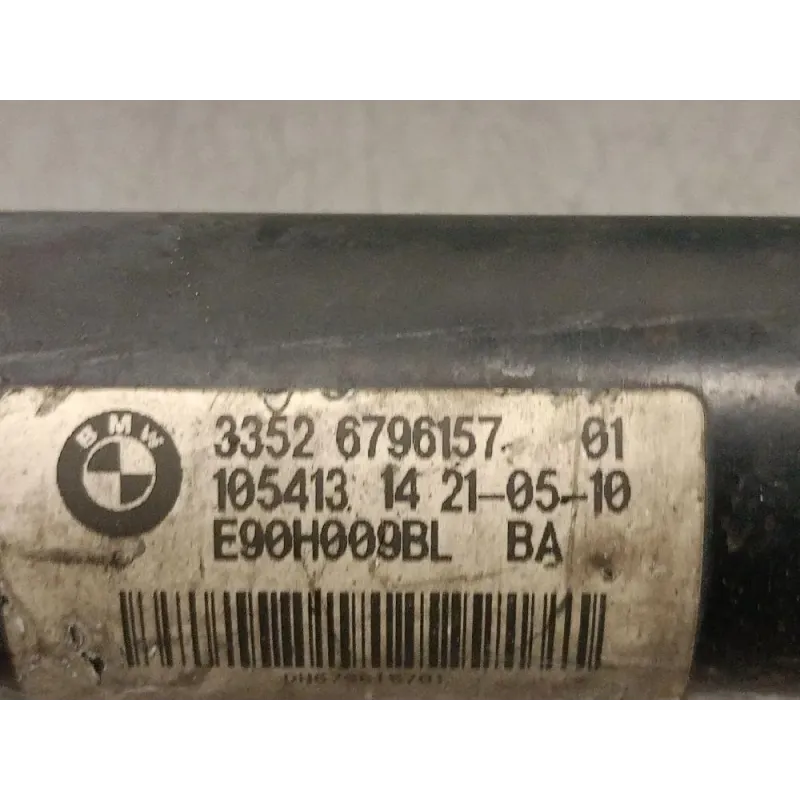 BMW
3352 6796157 01
105413 14 21-05-10
E90H009BL BA